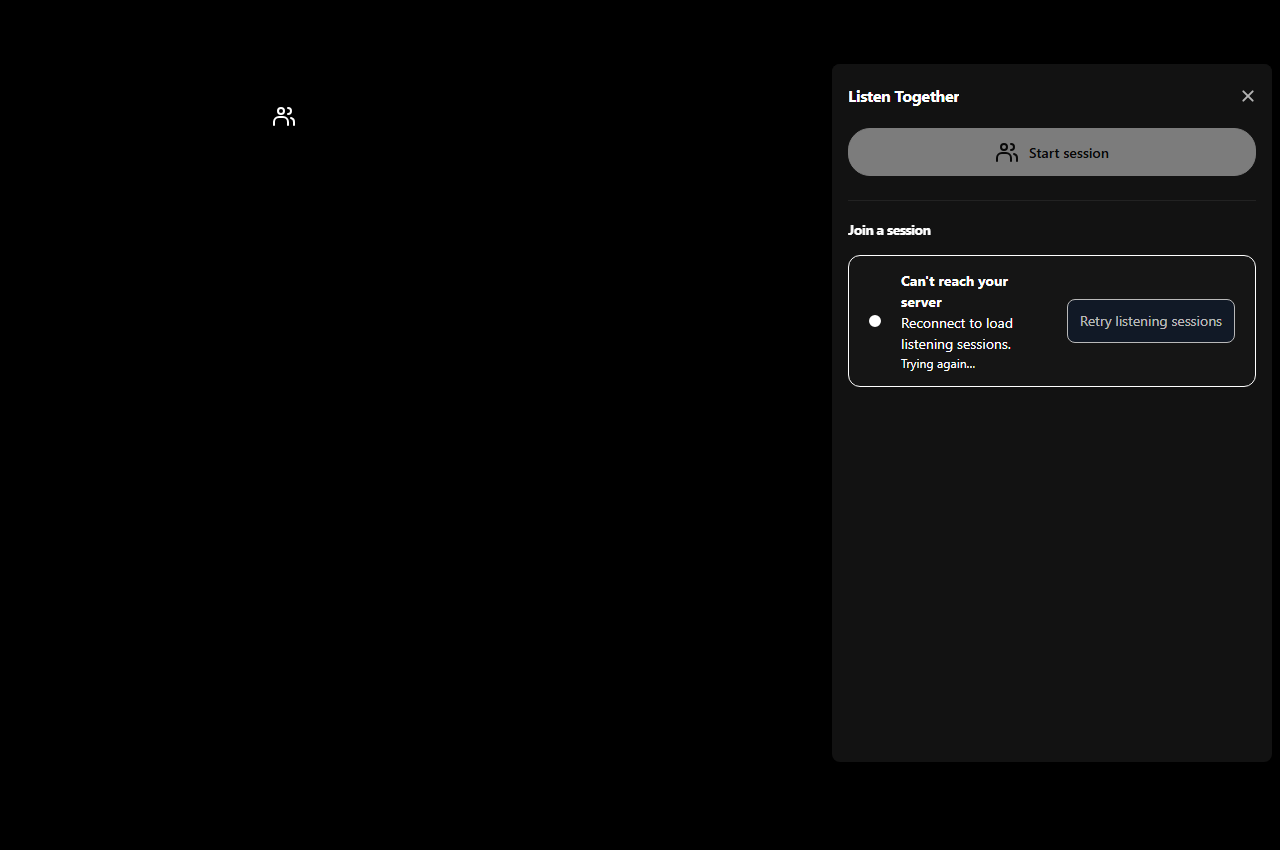 Listen Together
Start session
Join a session
Can't reach your
server
Reconnect to load
listening sessions.
Trying again...
Retry listening sessions